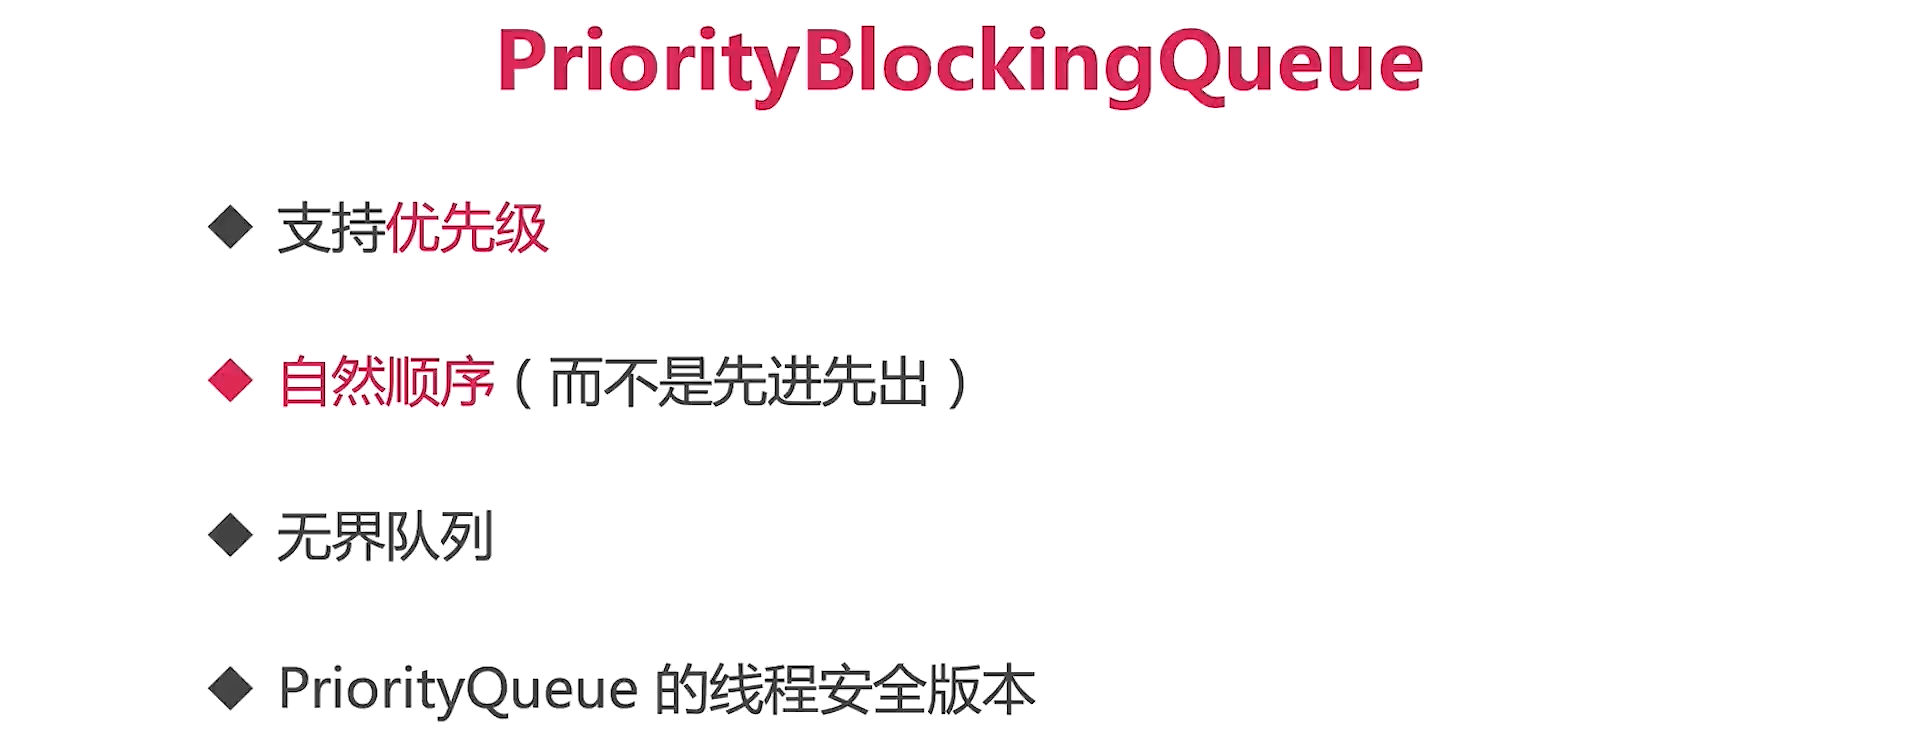 PriorityBlockingQueue
支持优先级
自然顺序（而不是先进先出）
无界队列
PriorityQueue 的线程安全版本